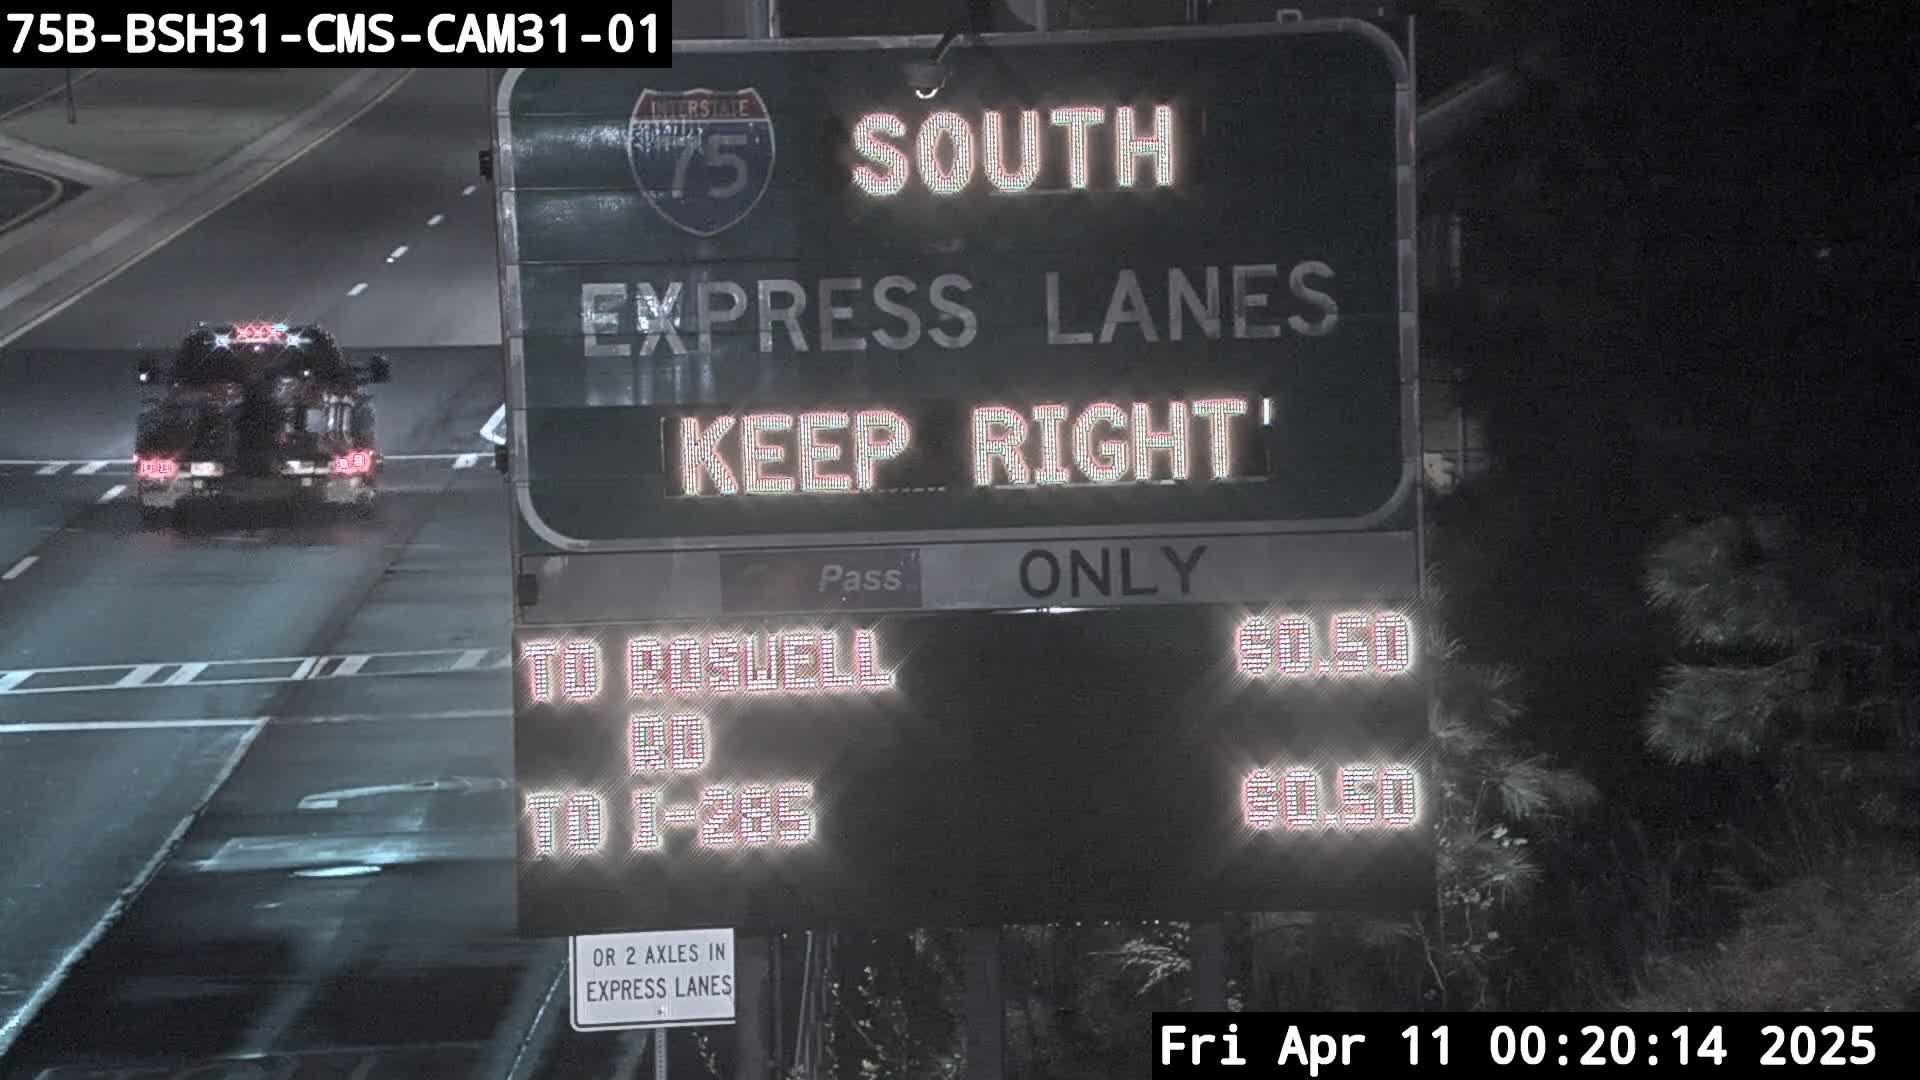 75B-BSH31-CMS-CAM31-01
INTERSTATE
75
SOUTH
EXPRESS LANES
KEEP RIGHT
Pass ONLY
TO ROSWELL $0.50
RD
TO I-285 $0.50
OR 2 AXLES IN
EXPRESS LANES
Fri Apr 11 00:20:14 2025